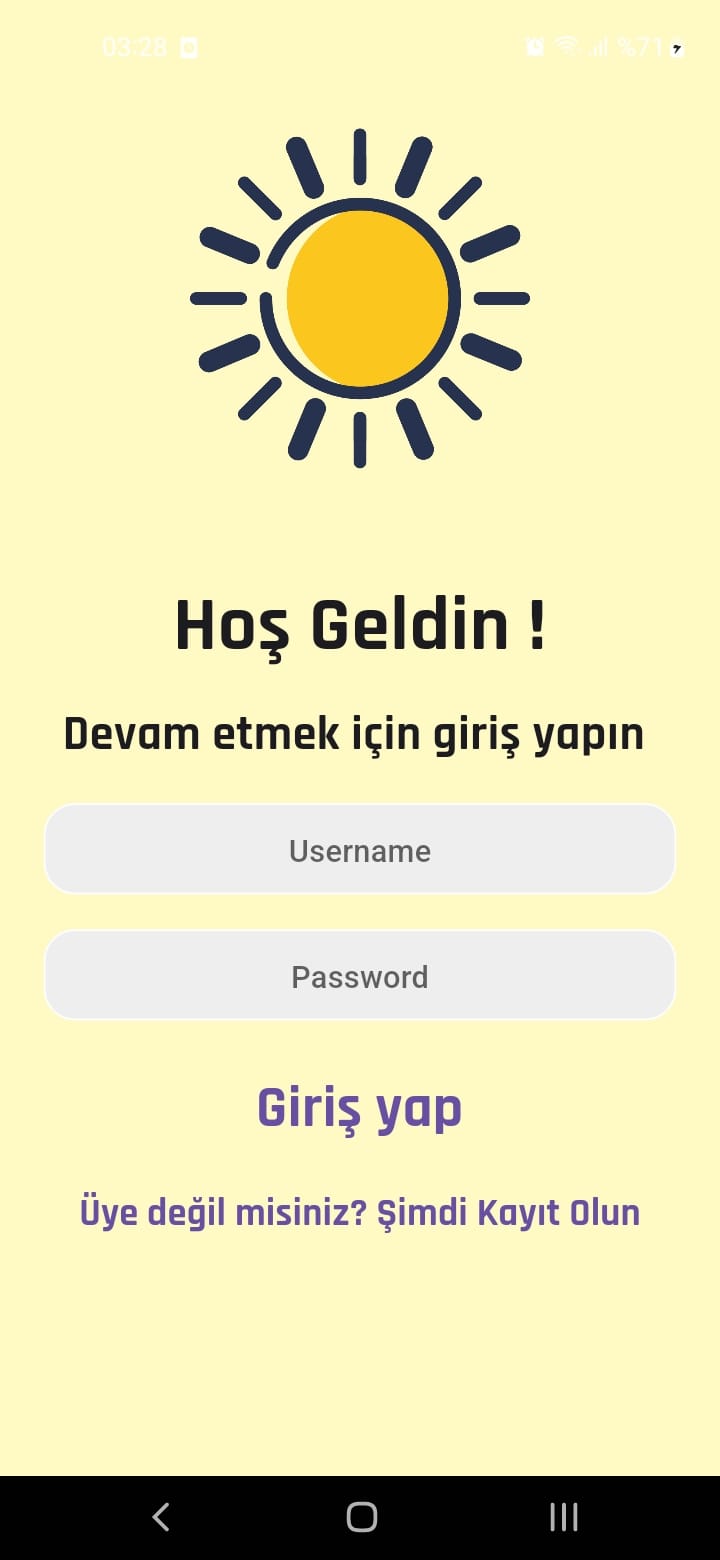 03:28 %71
Hoş Geldin !
Devam etmek için giriş yapın
Username
Password
Giriş yap
Üye değil misiniz? Şimdi Kayıt Olun